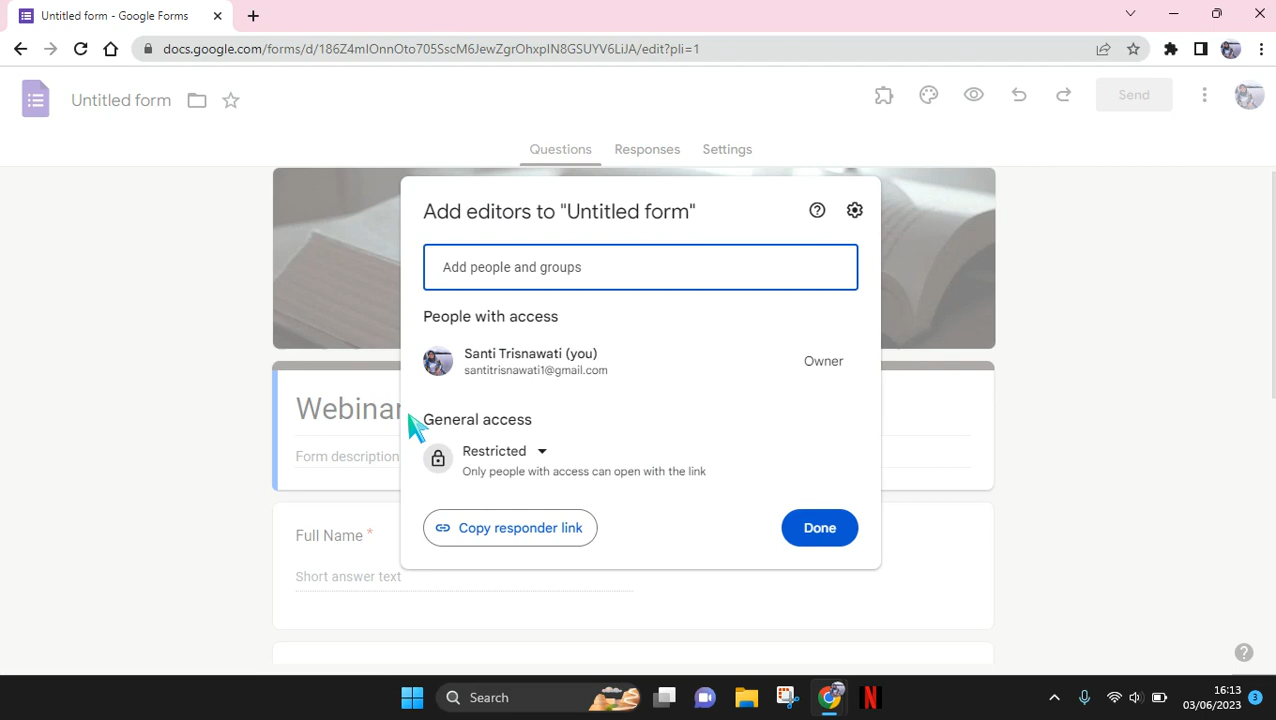 Untitled form - Google Forms
docs.google.com/forms/d/186Z4mIOnnOto705SscM6JewZgrOhxpIN8GSUYV6LiJA/edit?pli=1
Untitled form
Send
Questions
Responses
Settings
Add editors to "Untitled form"
Add people and groups
People with access
Santi Trisnawati (you)
santitrisnawati1@gmail.com
Owner
Webinar
General access
Form description
Restricted
Only people with access can open with the link
Copy responder link
Done
Full Name *
Short answer text
Search
16:13
03/06/2023
3